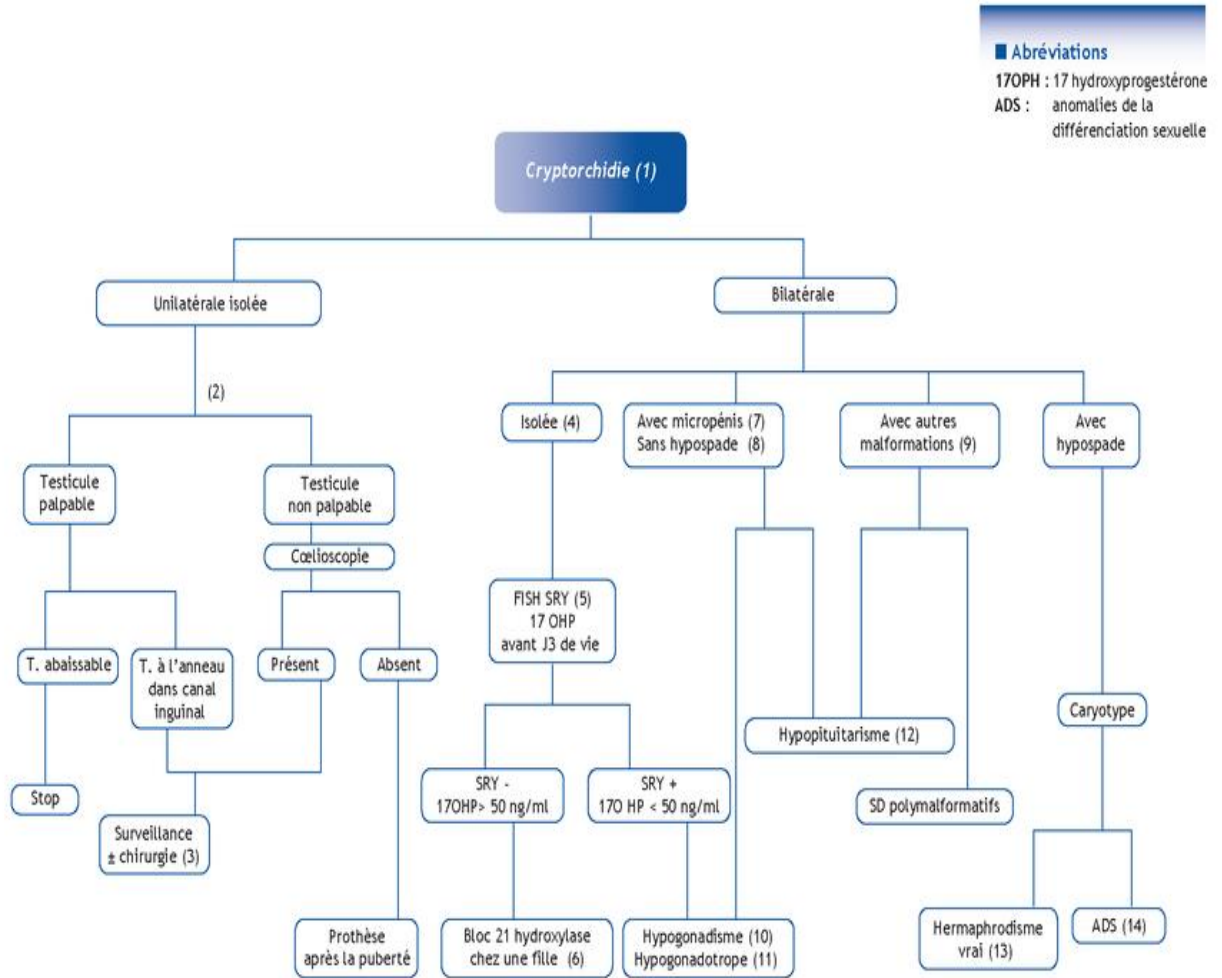 ■ Abréviations
17OPH : 17 hydroxyprogestérone
ADS : anomalies de la
différenciation sexuelle
Cryptorchidie (1)
Unilatérale isolée
Bilatérale
(2)
Isolée (4)
Avec micropénis (7)
Sans hypospade (8)
Avec autres
malformations (9)
Avec
hypospade
Testicule
palpable
Testicule
non palpable
Cœlioscopie
FISH SRY (5)
17 OHP
avant J3 de vie
T. abaissable
T. à l'anneau
dans canal
inguinal
Présent
Absent
Caryotype
Hypopituitarisme (12)
Stop
SRY -
17OHP> 50 ng/ml
SRY +
17O HP < 50 ng/ml
SD polymalformatifs
Surveillance
± chirurgie (3)
Prothèse
après la puberté
Bloc 21 hydroxylase
chez une fille (6)
Hypogonadisme (10)
Hypogonadotrope (11)
Hermaphrodisme
vrai (13)
ADS (14)